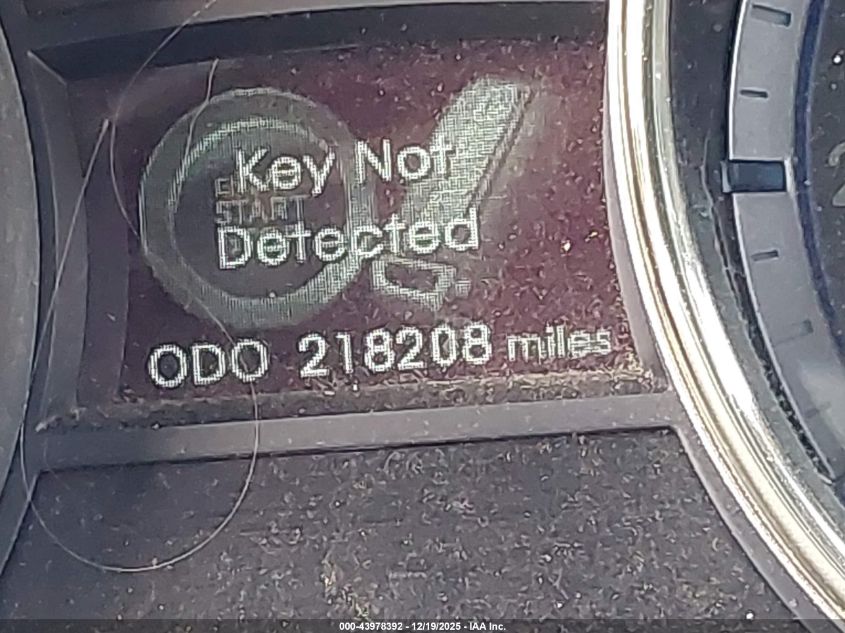 Key Not
START
Detected
ODO 218208 miles
000-43978392 - 12/19/2025 - IAA Inc.